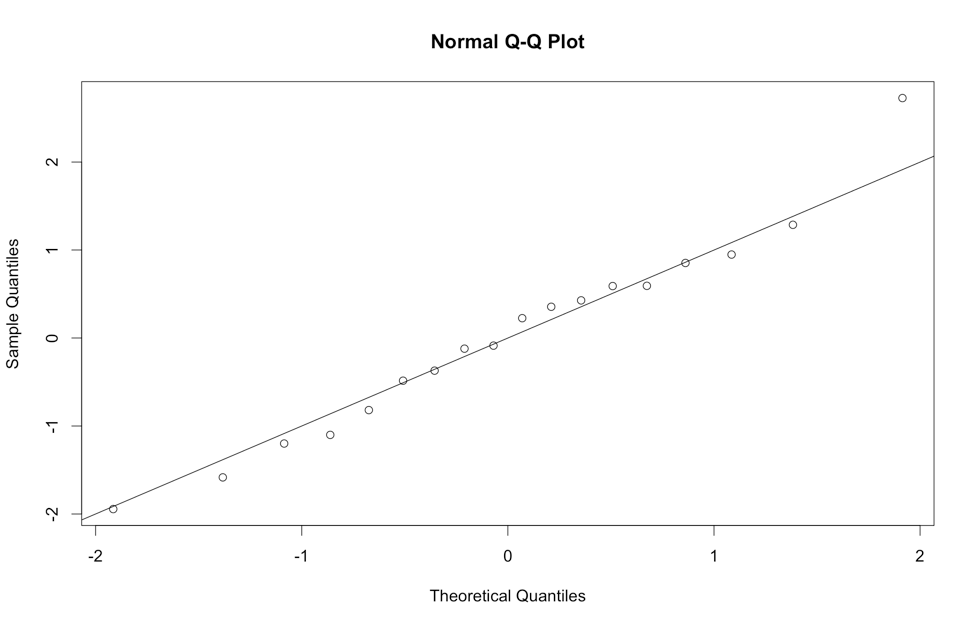 Normal Q-Q Plot
Sample Quantiles
2
1
0
-1
-2
-2 -1 0 1 2
Theoretical Quantiles